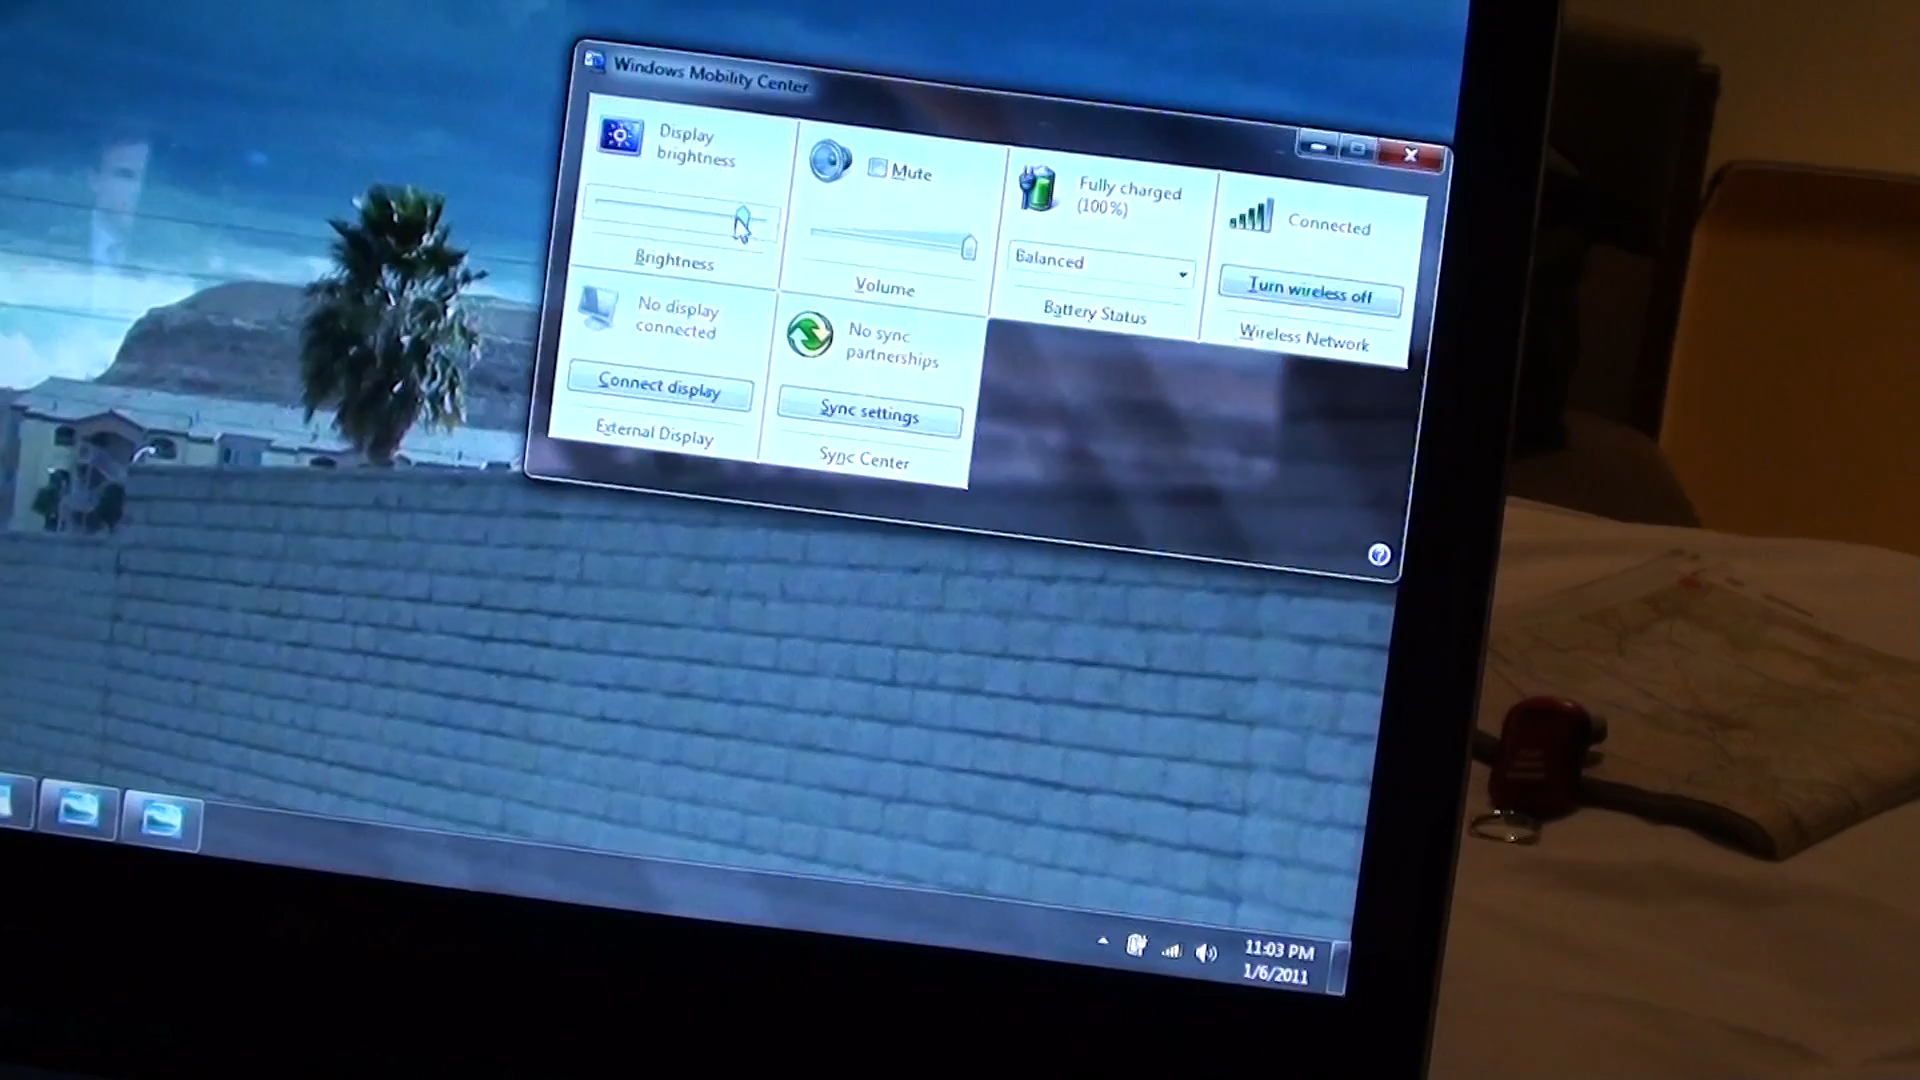 Windows Mobility Center
Display
brightness
Brightness
Mute
Volume
Fully charged
(100%)
Balanced
Battery Status
Connected
Turn wireless off
Wireless Network
No display
connected
Connect display
External Display
No sync
partnerships
Sync settings
Sync Center
11:03 PM
1/6/2011